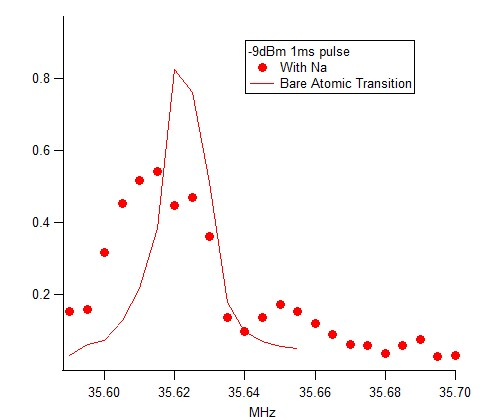 -9dBm 1ms pulse
With Na
Bare Atomic Transition
0.8
0.6
0.4
0.2
35.60 35.62 35.64 35.66 35.68 35.70
MHz